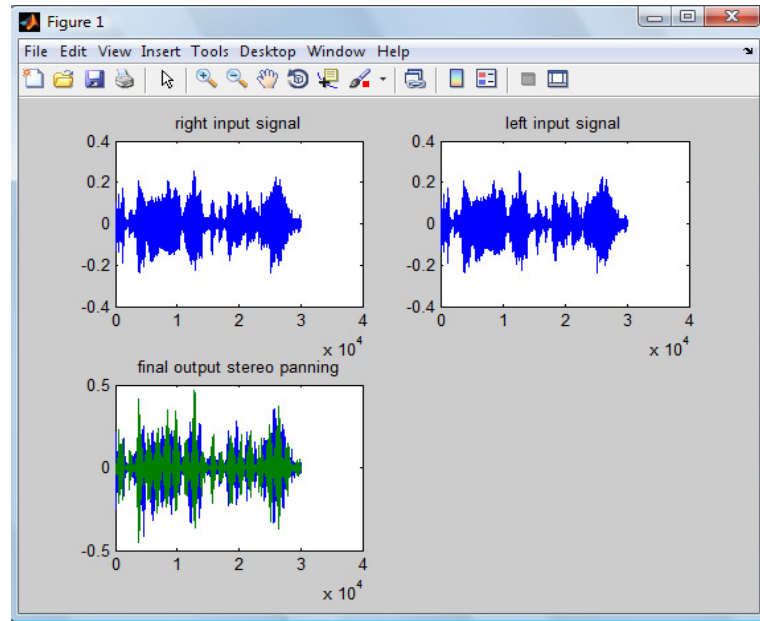 Figure 1
File Edit View Insert Tools Desktop Window Help
right input signal
0.4
0.2
0
-0.2
-0.4
0 1 2 3 4
x 10^4
left input signal
0.4
0.2
0
-0.2
-0.4
0 1 2 3 4
x 10^4
final output stereo panning
0.5
0
-0.5
0 1 2 3 4
x 10^4